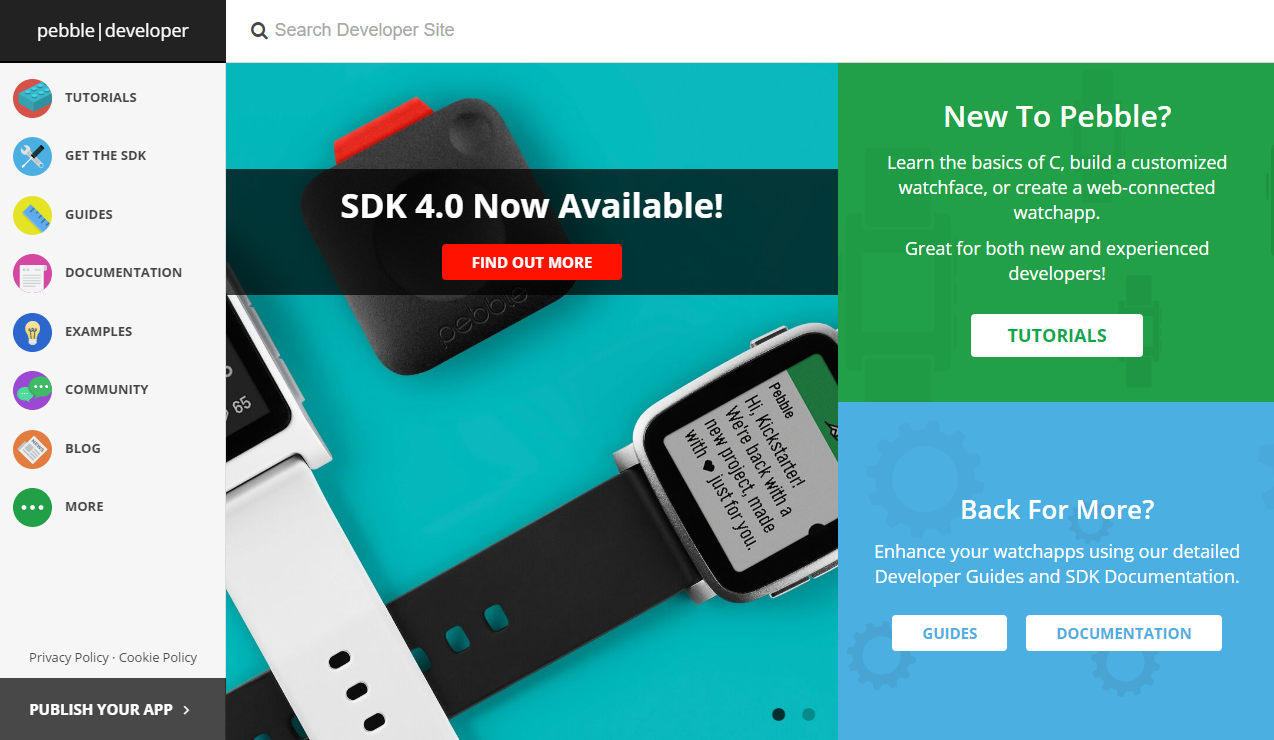 pebble|developer
Search Developer Site
TUTORIALS
GET THE SDK
GUIDES
DOCUMENTATION
EXAMPLES
COMMUNITY
NEWS
BLOG
MORE
Privacy Policy · Cookie Policy
PUBLISH YOUR APP
SDK 4.0 Now Available!
FIND OUT MORE
pebble
65
Pebble
Hi, Kickstarter!
We're back with a
new project, made
with ♥ just for you.
New To Pebble?
Learn the basics of C, build a customized
watchface, or create a web-connected
watchapp.
Great for both new and experienced
developers!
TUTORIALS
Back For More?
Enhance your watchapps using our detailed
Developer Guides and SDK Documentation.
GUIDES
DOCUMENTATION